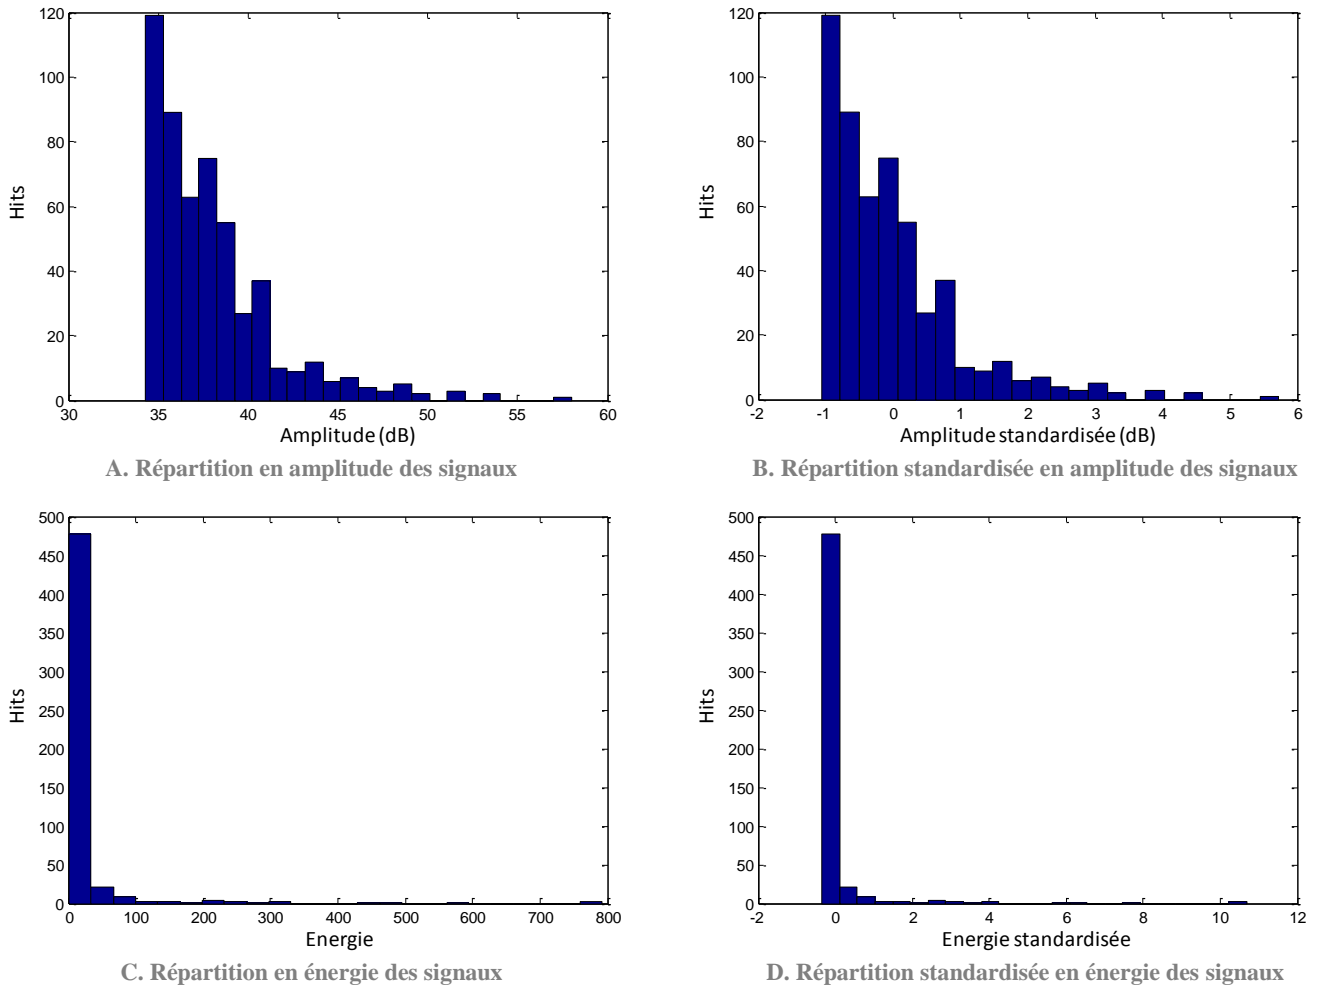 120
100
80
60
40
20
0
Hits
30 35 40 45 50 55 60
Amplitude (dB)
A. Répartition en amplitude des signaux
120
100
80
60
40
20
0
Hits
-2 -1 0 1 2 3 4 5 6
Amplitude standardisée (dB)
B. Répartition standardisée en amplitude des signaux
500
450
400
350
300
250
200
150
100
50
0
Hits
0 100 200 300 400 500 600 700 800
Energie
C. Répartition en énergie des signaux
500
450
400
350
300
250
200
150
100
50
0
Hits
-2 0 2 4 6 8 10 12
Energie standardisée
D. Répartition standardisée en énergie des signaux